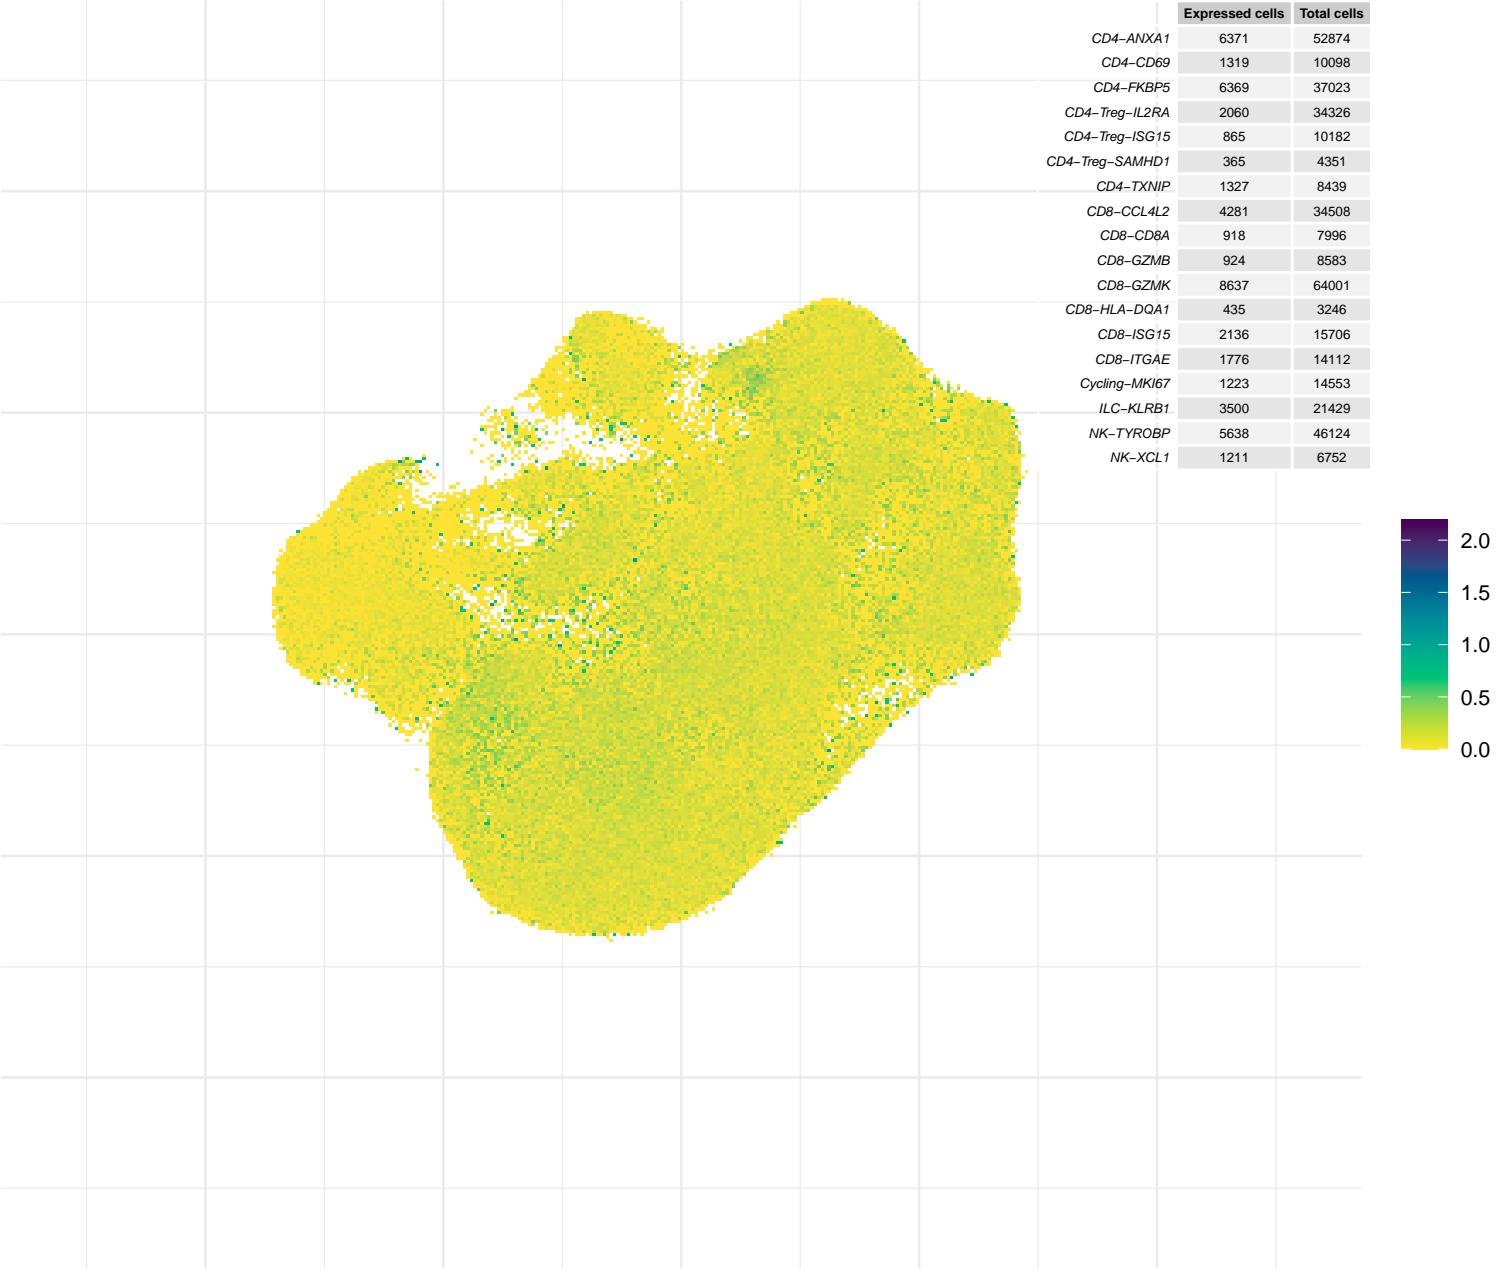 Expressed cells Total cells
CD4−ANXA1 6371 52874
CD4−CD69 1319 10098
CD4−FKBP5 6369 37023
CD4−Treg−IL2RA 2060 34326
CD4−Treg−ISG15 865 10182
CD4−Treg−SAMHD1 365 4351
CD4−TXNIP 1327 8439
CD8−CCL4L2 4281 34508
CD8−CD8A 918 7996
CD8−GZMB 924 8583
CD8−GZMK 8637 64001
CD8−HLA−DQA1 435 3246
CD8−ISG15 2136 15706
CD8−ITGAE 1776 14112
Cycling−MKI67 1223 14553
ILC−KLRB1 3500 21429
NK−TYROBP 5638 46124
NK−XCL1 1211 6752
2.0
1.5
1.0
0.5
0.0